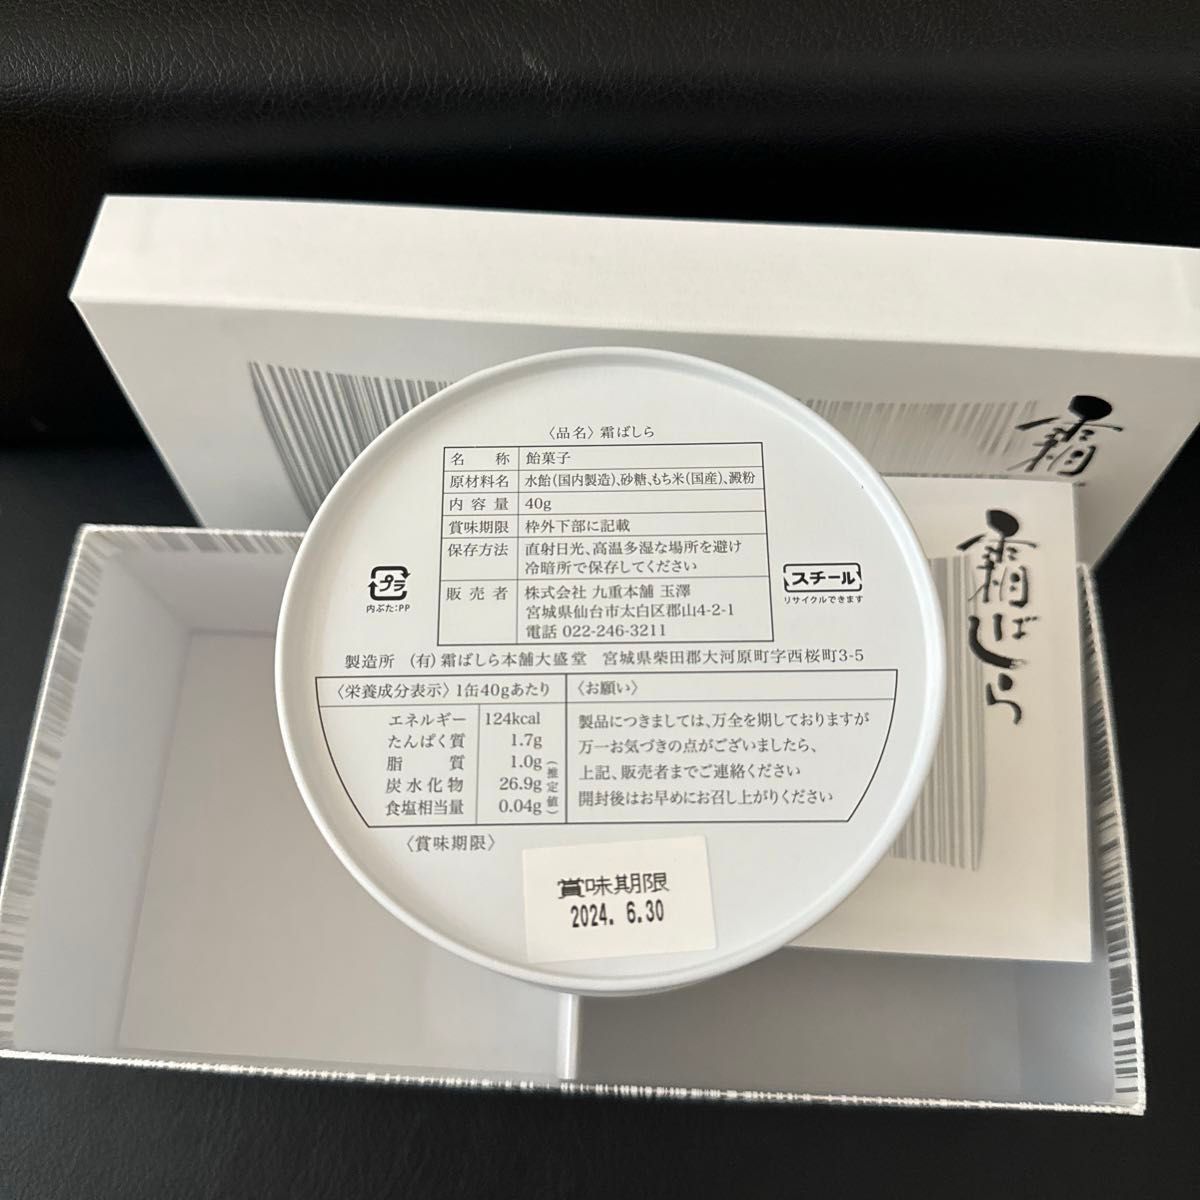 霜ばしら
霜
〈品名〉霜ばしら
名称 飴菓子
原材料名 水飴(国内製造)、砂糖、もち米(国産)、澱粉
内容量 40g
賞味期限 枠外下部に記載
保存方法 直射日光、高温多湿な場所を避け
冷暗所で保存してください
販売者 株式会社 九重本舗 玉澤
宮城県仙台市太白区郡山4-2-1
電話 022-246-3211
プラ
内ぶた:PP
スチール
リサイクルできます
製造所 (有)霜ばしら本舗大盛堂 宮城県柴田郡大河原町字西桜町3-5
〈栄養成分表示〉1缶40gあたり
エネルギー 124kcal
たんぱく質 1.7g
脂質 1.0g
炭水化物 26.9g
食塩相当量 0.04g
(推定値)
〈お願い〉
製品につきましては、万全を期しておりますが
万一お気づきの点がございましたら、
上記、販売者までご連絡ください
開封後はお早めにお召し上がりください
〈賞味期限〉
賞味期限
2024. 6.30